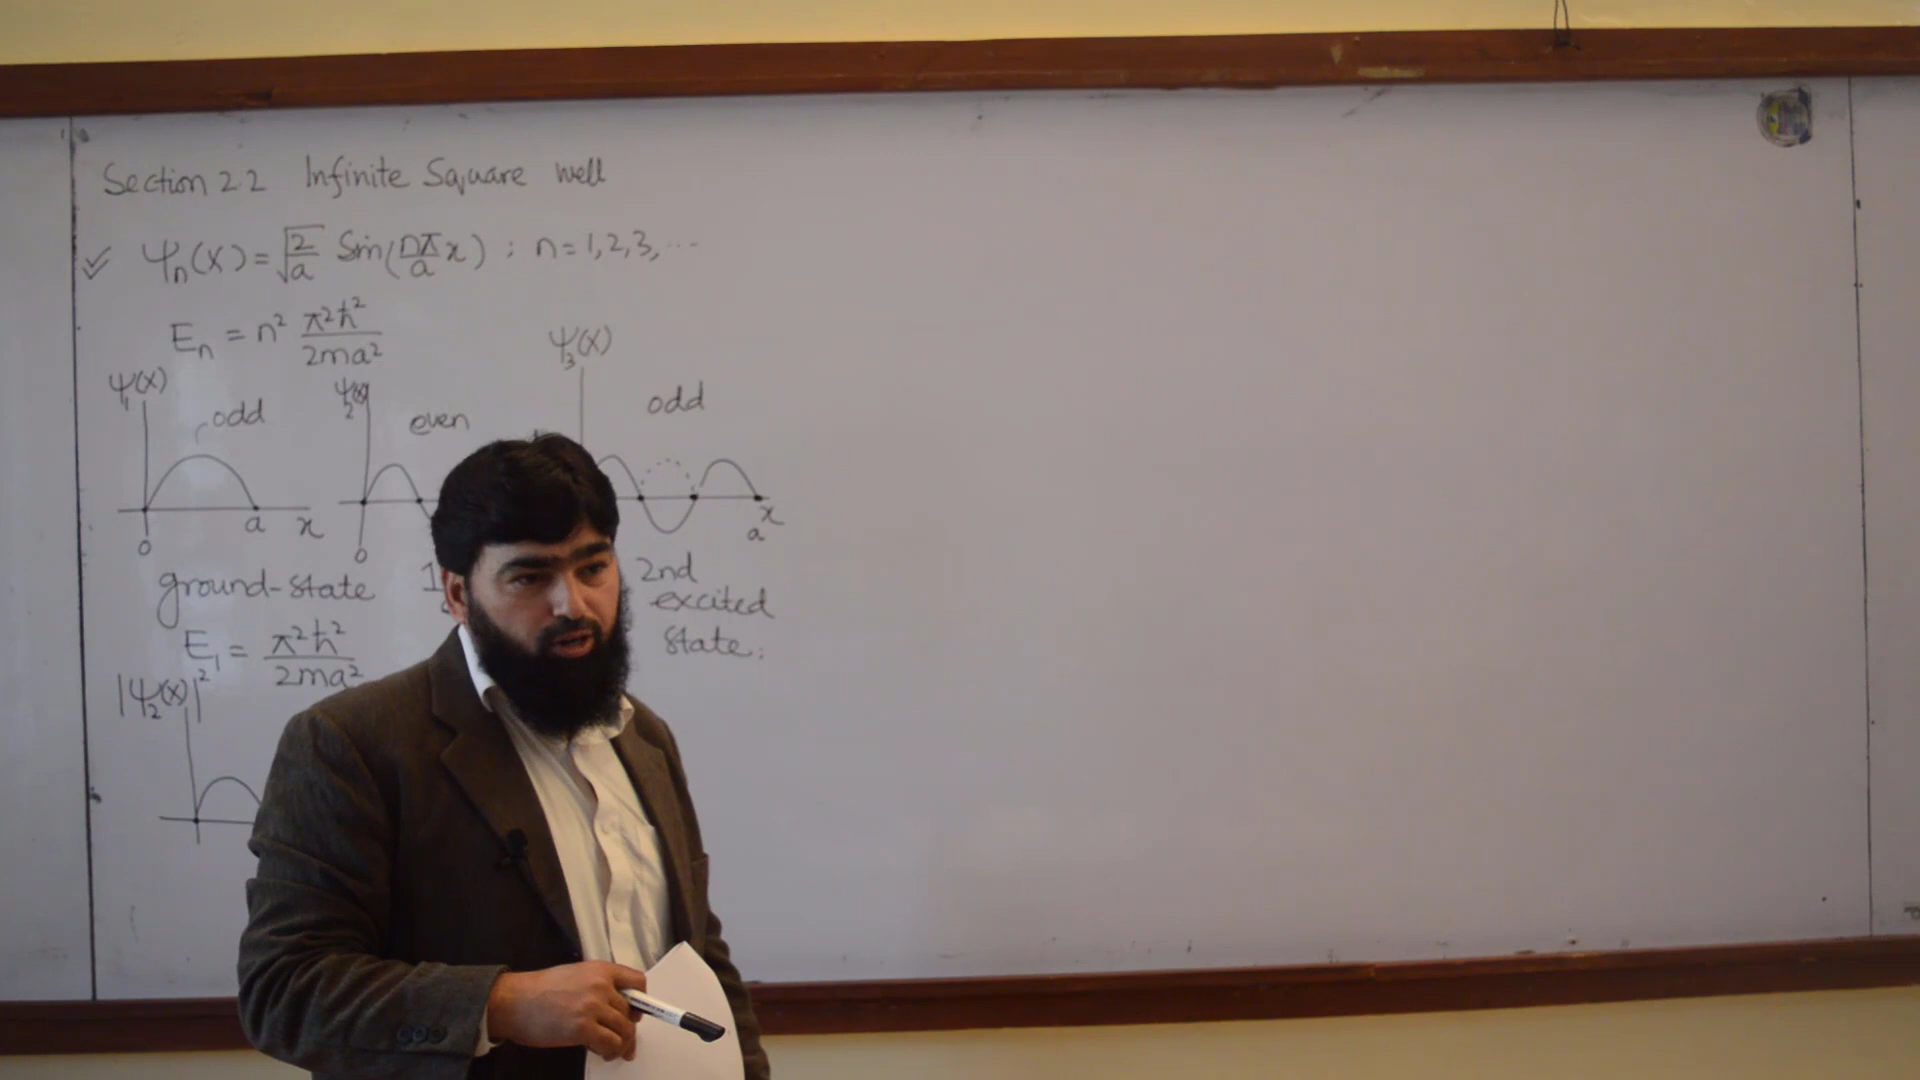 Section 2.2 Infinite Square well
ψn(x) = √(2/a) Sin(nπ/a x) ; n = 1,2,3, ...
En = n² π²ħ²/2ma²
ψ1(x)
odd
0
a
x
ground-state
E1 = π²ħ²/2ma²
ψ2(x)
even
0
ψ3(x)
odd
x
a
2nd
excited
state.
|ψ2(x)|²